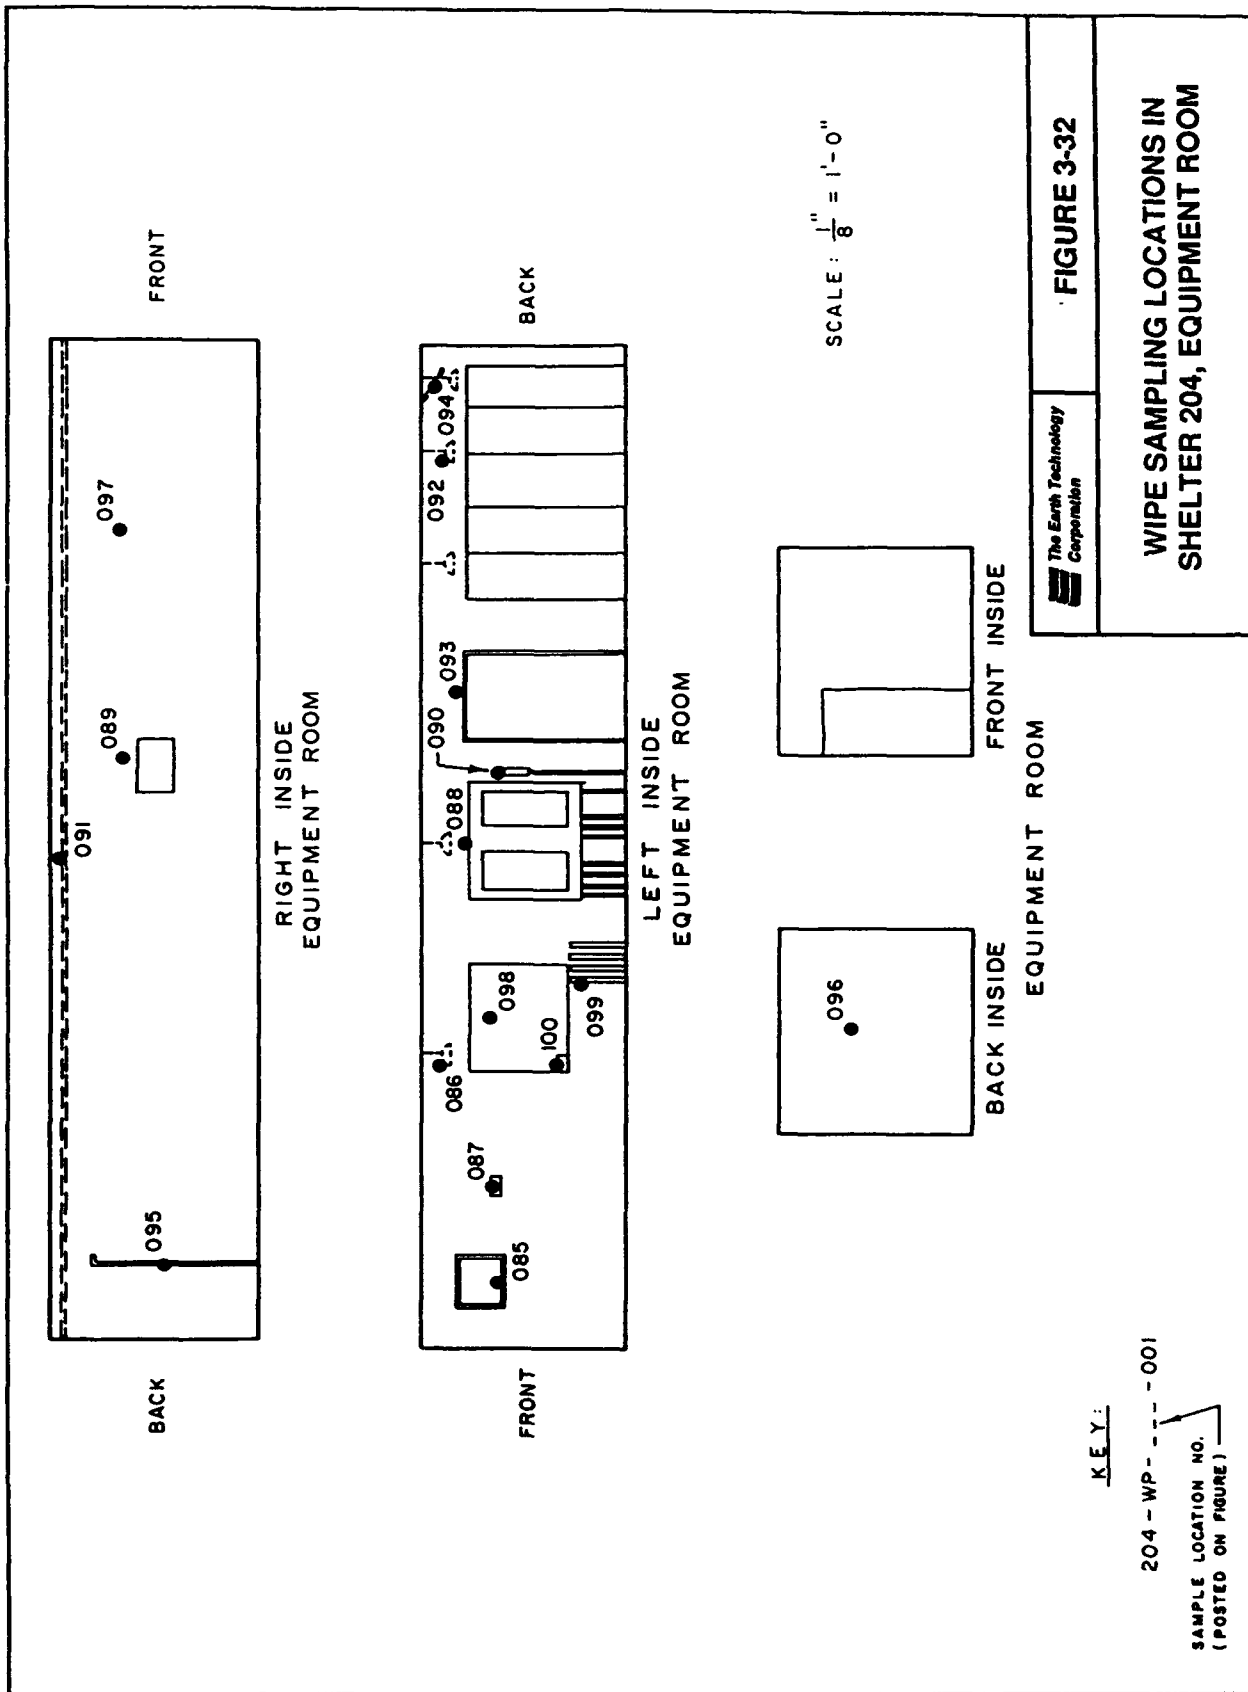 BACK
FRONT
095
091
089
097
RIGHT INSIDE
EQUIPMENT ROOM
FRONT
BACK
085
087
086
100
098
099
088
090
093
092
094
LEFT INSIDE
EQUIPMENT ROOM
096
BACK INSIDE
FRONT INSIDE
EQUIPMENT ROOM
SCALE: 1/8" = 1'-0"
KEY:
204-WP-___-001
SAMPLE LOCATION NO.
(POSTED ON FIGURE)
The Earth Technology
Corporation
FIGURE 3-32
WIPE SAMPLING LOCATIONS IN
SHELTER 204, EQUIPMENT ROOM